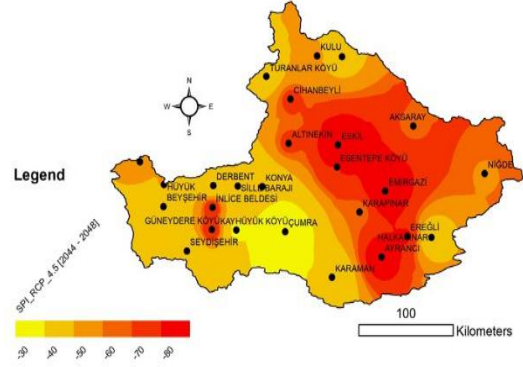 KULU
TURANLAR KÖYÜ
N
W E
S
CİHANBEYLİ
AKSARAY
ALTINEKİN
ESKİL
ESENTEPE KÖYÜ
NİĞDE
Legend
DERBENT
KONYA
HÜYÜK
SİLLE BARAJI
EMİRGAZİ
BEYŞEHİR
İNLİCE BELDESİ
KARAPINAR
GÜNEYDERE KÖYÜ
KAYHÜYÜK KÖYÜ
ÇUMRA
EREĞLİ
HALKAPINAR
SEYDİŞEHİR
AYRANCI
KARAMAN
SPI_RCP_4.5 [2044 - 2048]
100
Kilometers
-30 -40 -50 -60 -70 -80